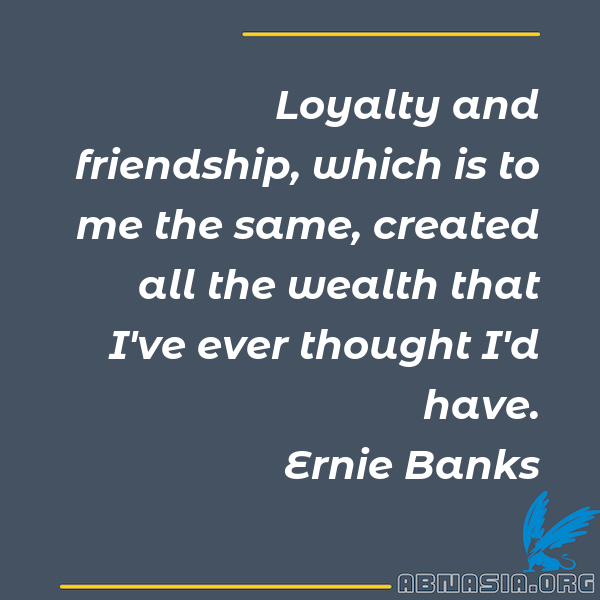 Loyalty and
friendship, which is to
me the same, created
all the wealth that
I've ever thought I'd
have.
Ernie Banks
ABNASIA.ORG